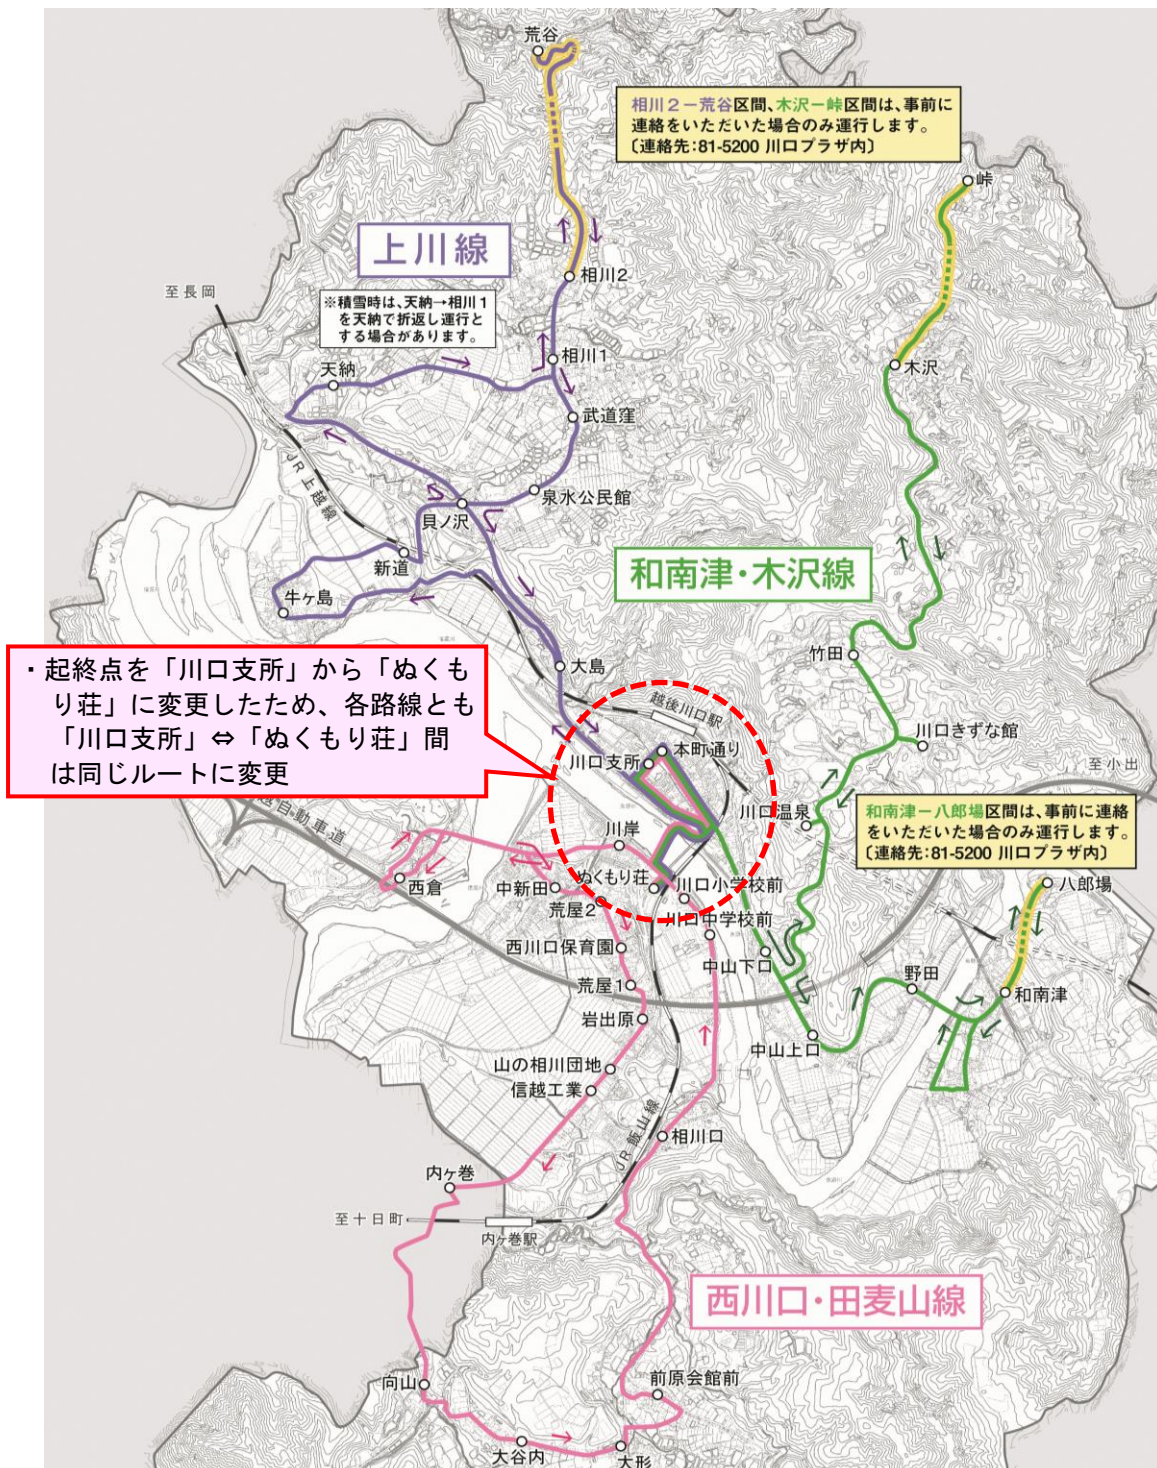 荒谷
相川２ー荒谷区間、木沢ー峠区間は、事前に
連絡をいただいた場合のみ運行します。
〔連絡先：81-5200 川口プラザ内〕
峠
上川線
相川2
至長岡
※積雪時は、天納→相川１
を天納で折返し運行と
する場合があります。
相川1
天納
木沢
武道窪
JR上越線
泉水公民館
貝ノ沢
新道
和南津・木沢線
牛ヶ島
・起終点を「川口支所」から「ぬくも
り荘」に変更したため、各路線とも
「川口支所」⇔「ぬくもり荘」間
は同じルートに変更
大島
竹田
越後川口駅
本町通り
川口支所
川口きずな館
至小出
川口温泉
和南津ー八郎場区間は、事前に連絡
をいただいた場合のみ運行します。
〔連絡先：81-5200 川口プラザ内〕
自動車道
川岸
西倉
中新田
ぬくもり荘
川口小学校前
八郎場
荒屋2
川口中学校前
西川口保育園
中山下口
野田
荒屋1
和南津
岩出原
中山上口
山の相川団地
信越工業
JR飯山線
相川口
内ヶ巻
至十日町
内ヶ巻駅
西川口・田麦山線
向山
前原会館前
大谷内
大形